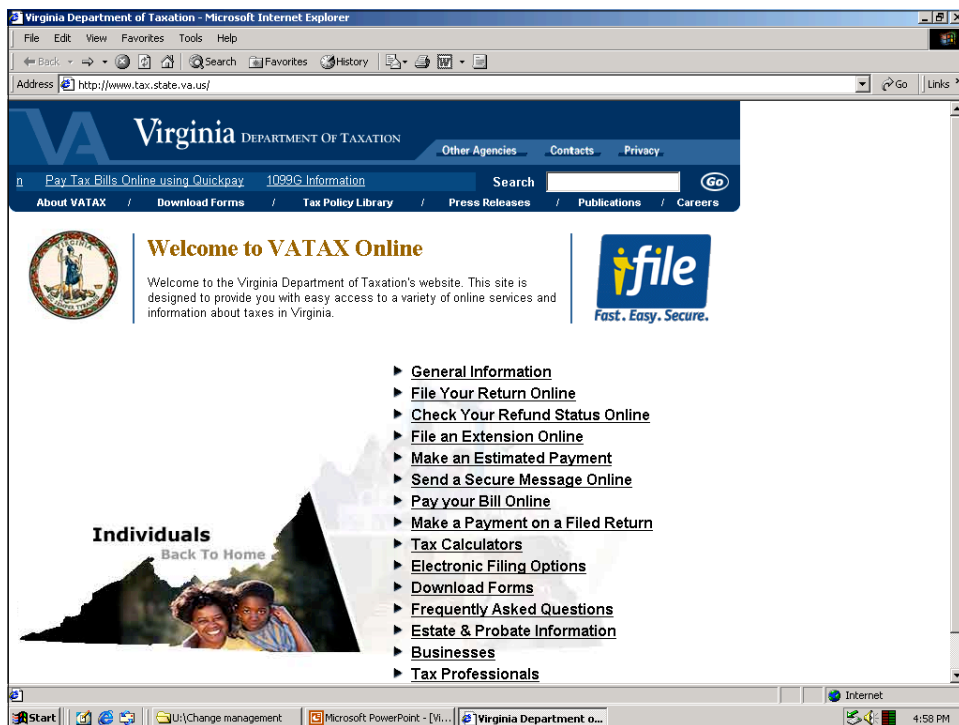 Virginia Department of Taxation - Microsoft Internet Explorer
File Edit View Favorites Tools Help
Back Search Favorites History
Address http://www.tax.state.va.us/ Go Links
VA Virginia DEPARTMENT OF TAXATION
Other Agencies Contacts Privacy
n Pay Tax Bills Online using Quickpay 1099G Information Search Go
About VATAX / Download Forms / Tax Policy Library / Press Releases / Publications / Careers
VIRGINIA
Welcome to VATAX Online
Welcome to the Virginia Department of Taxation's website. This site is
designed to provide you with easy access to a variety of online services and
information about taxes in Virginia.
ifile
Fast. Easy. Secure.
General Information
File Your Return Online
Check Your Refund Status Online
File an Extension Online
Make an Estimated Payment
Send a Secure Message Online
Pay your Bill Online
Make a Payment on a Filed Return
Tax Calculators
Electronic Filing Options
Download Forms
Frequently Asked Questions
Estate & Probate Information
Businesses
Tax Professionals
Individuals
Back To Home
Internet
Start U:\Change management Microsoft PowerPoint - [Vi... Virginia Department o... 4:58 PM